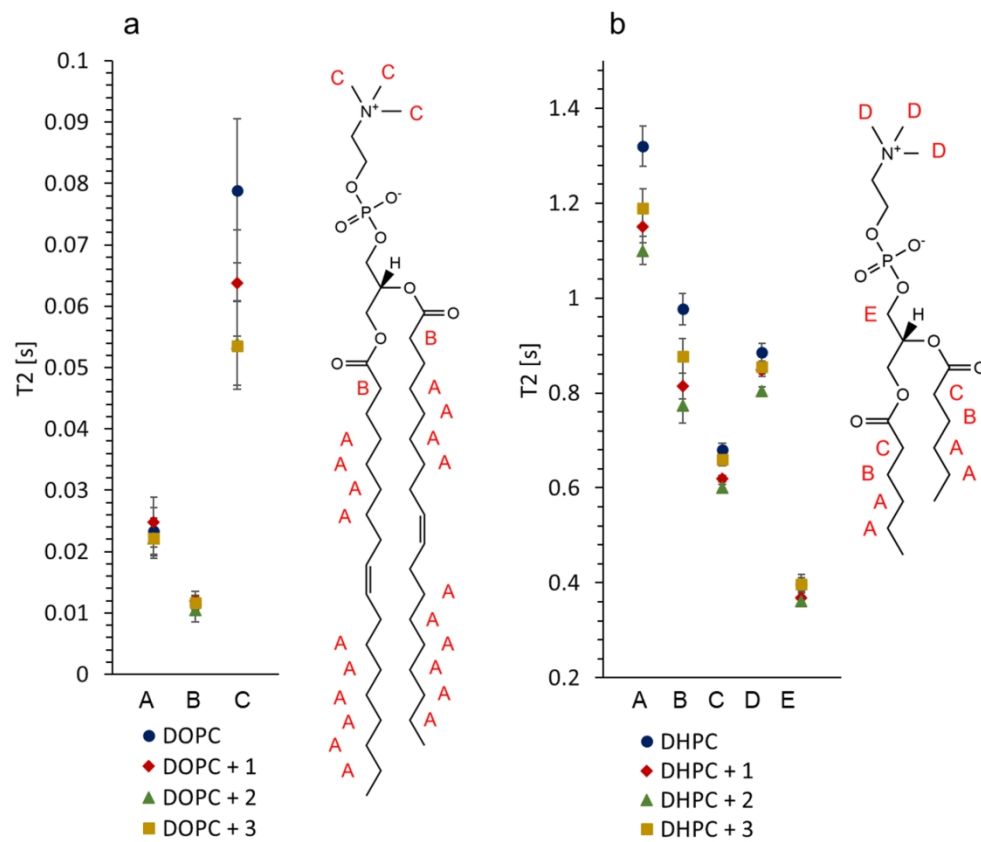 a
T2 [s]
0.1
0.09
0.08
0.07
0.06
0.05
0.04
0.03
0.02
0.01
0
A B C
DOPC
DOPC + 1
DOPC + 2
DOPC + 3
C C
N+ C
O
O P O-
O
H
O
O O
O B
B A
A
A A
A A
A
A
A
A A
A A
A A
A A
A A
A
b
T2 [s]
1.4
1.2
1
0.8
0.6
0.4
0.2
A B C D E
DHPC
DHPC + 1
DHPC + 2
DHPC + 3
D D
N+ D
O
O P O-
O
E H
O
O O
O C
C B
B A
A A
A